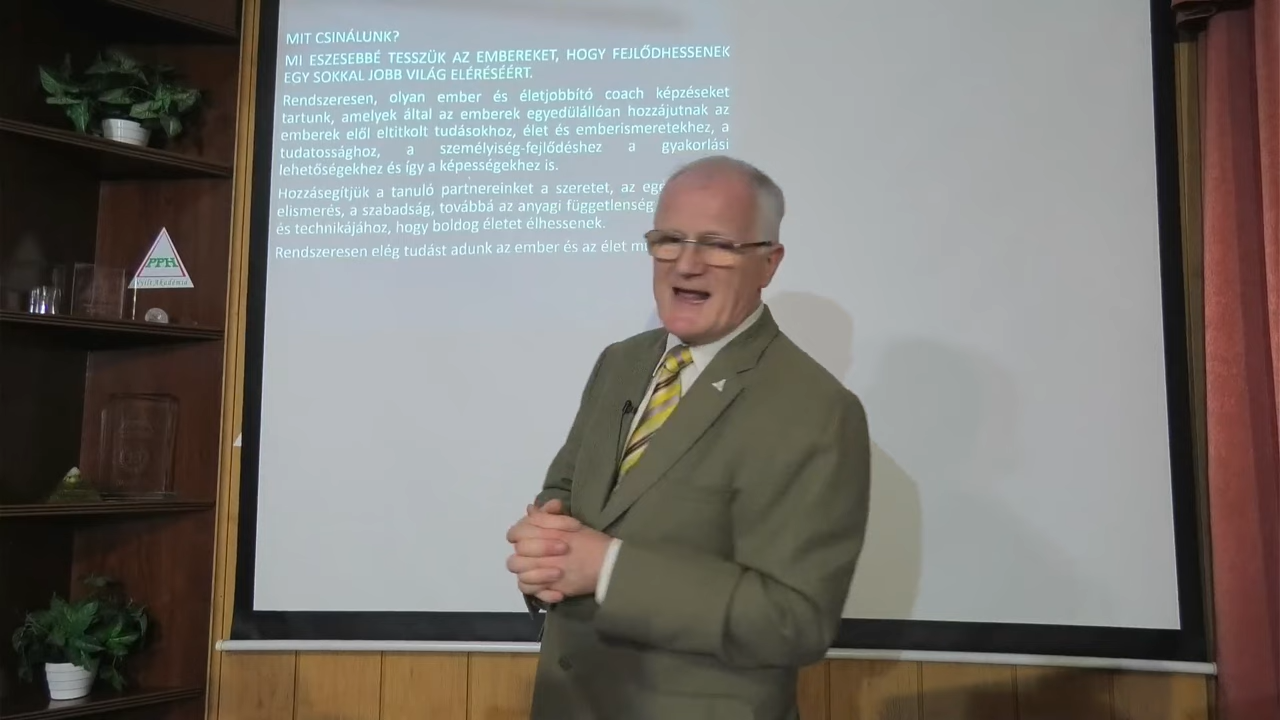 MIT CSINÁLUNK?
MI ESZESEBBÉ TESSZÜK AZ EMBEREKET, HOGY FEJLŐDHESSENEK
EGY SOKKAL JOBB VILÁG ELÉRÉSÉÉRT.
Rendszeresen, olyan ember és életjobbító coach képzéseket
tartunk, amelyek által az emberek egyedülállóan hozzájutnak az
emberek elől eltitkolt tudásokhoz, élet és emberismeretekhez, a
tudatossághoz, a személyiség-fejlődéshez a gyakorlási
lehetőségekhez és így a képességekhez is.
Hozzásegítjük a tanuló partnereinket a szeretet, az
elismerés, a szabadság, továbbá az anyagi függetlenség
és technikájához, hogy boldog életet élhessenek.
Rendszeresen elég tudást adunk az ember és az élet
PPH
Nyílt Akadémia